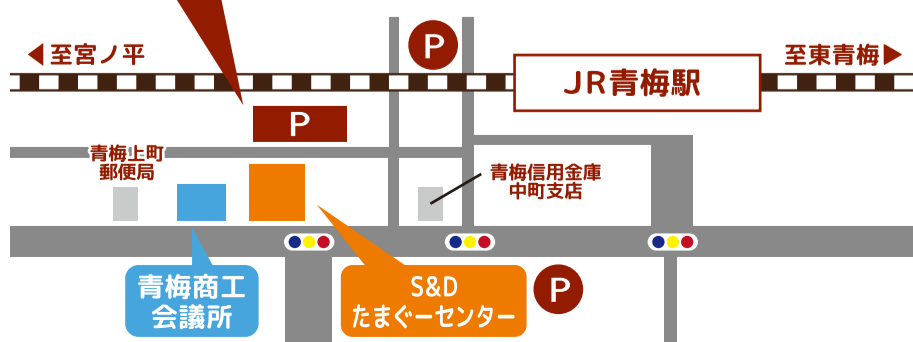 至宮ノ平
P
至東青梅
JR青梅駅
P
青梅上町
郵便局
青梅信用金庫
中町支店
青梅商工
会議所
S&D
たまぐーセンター
P